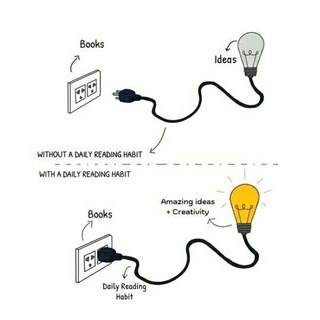 Books
Ideas
WITHOUT A DAILY READING HABIT
WITH A DAILY READING HABIT
Amazing ideas
+ Creativity
Books
Daily Reading
Habit